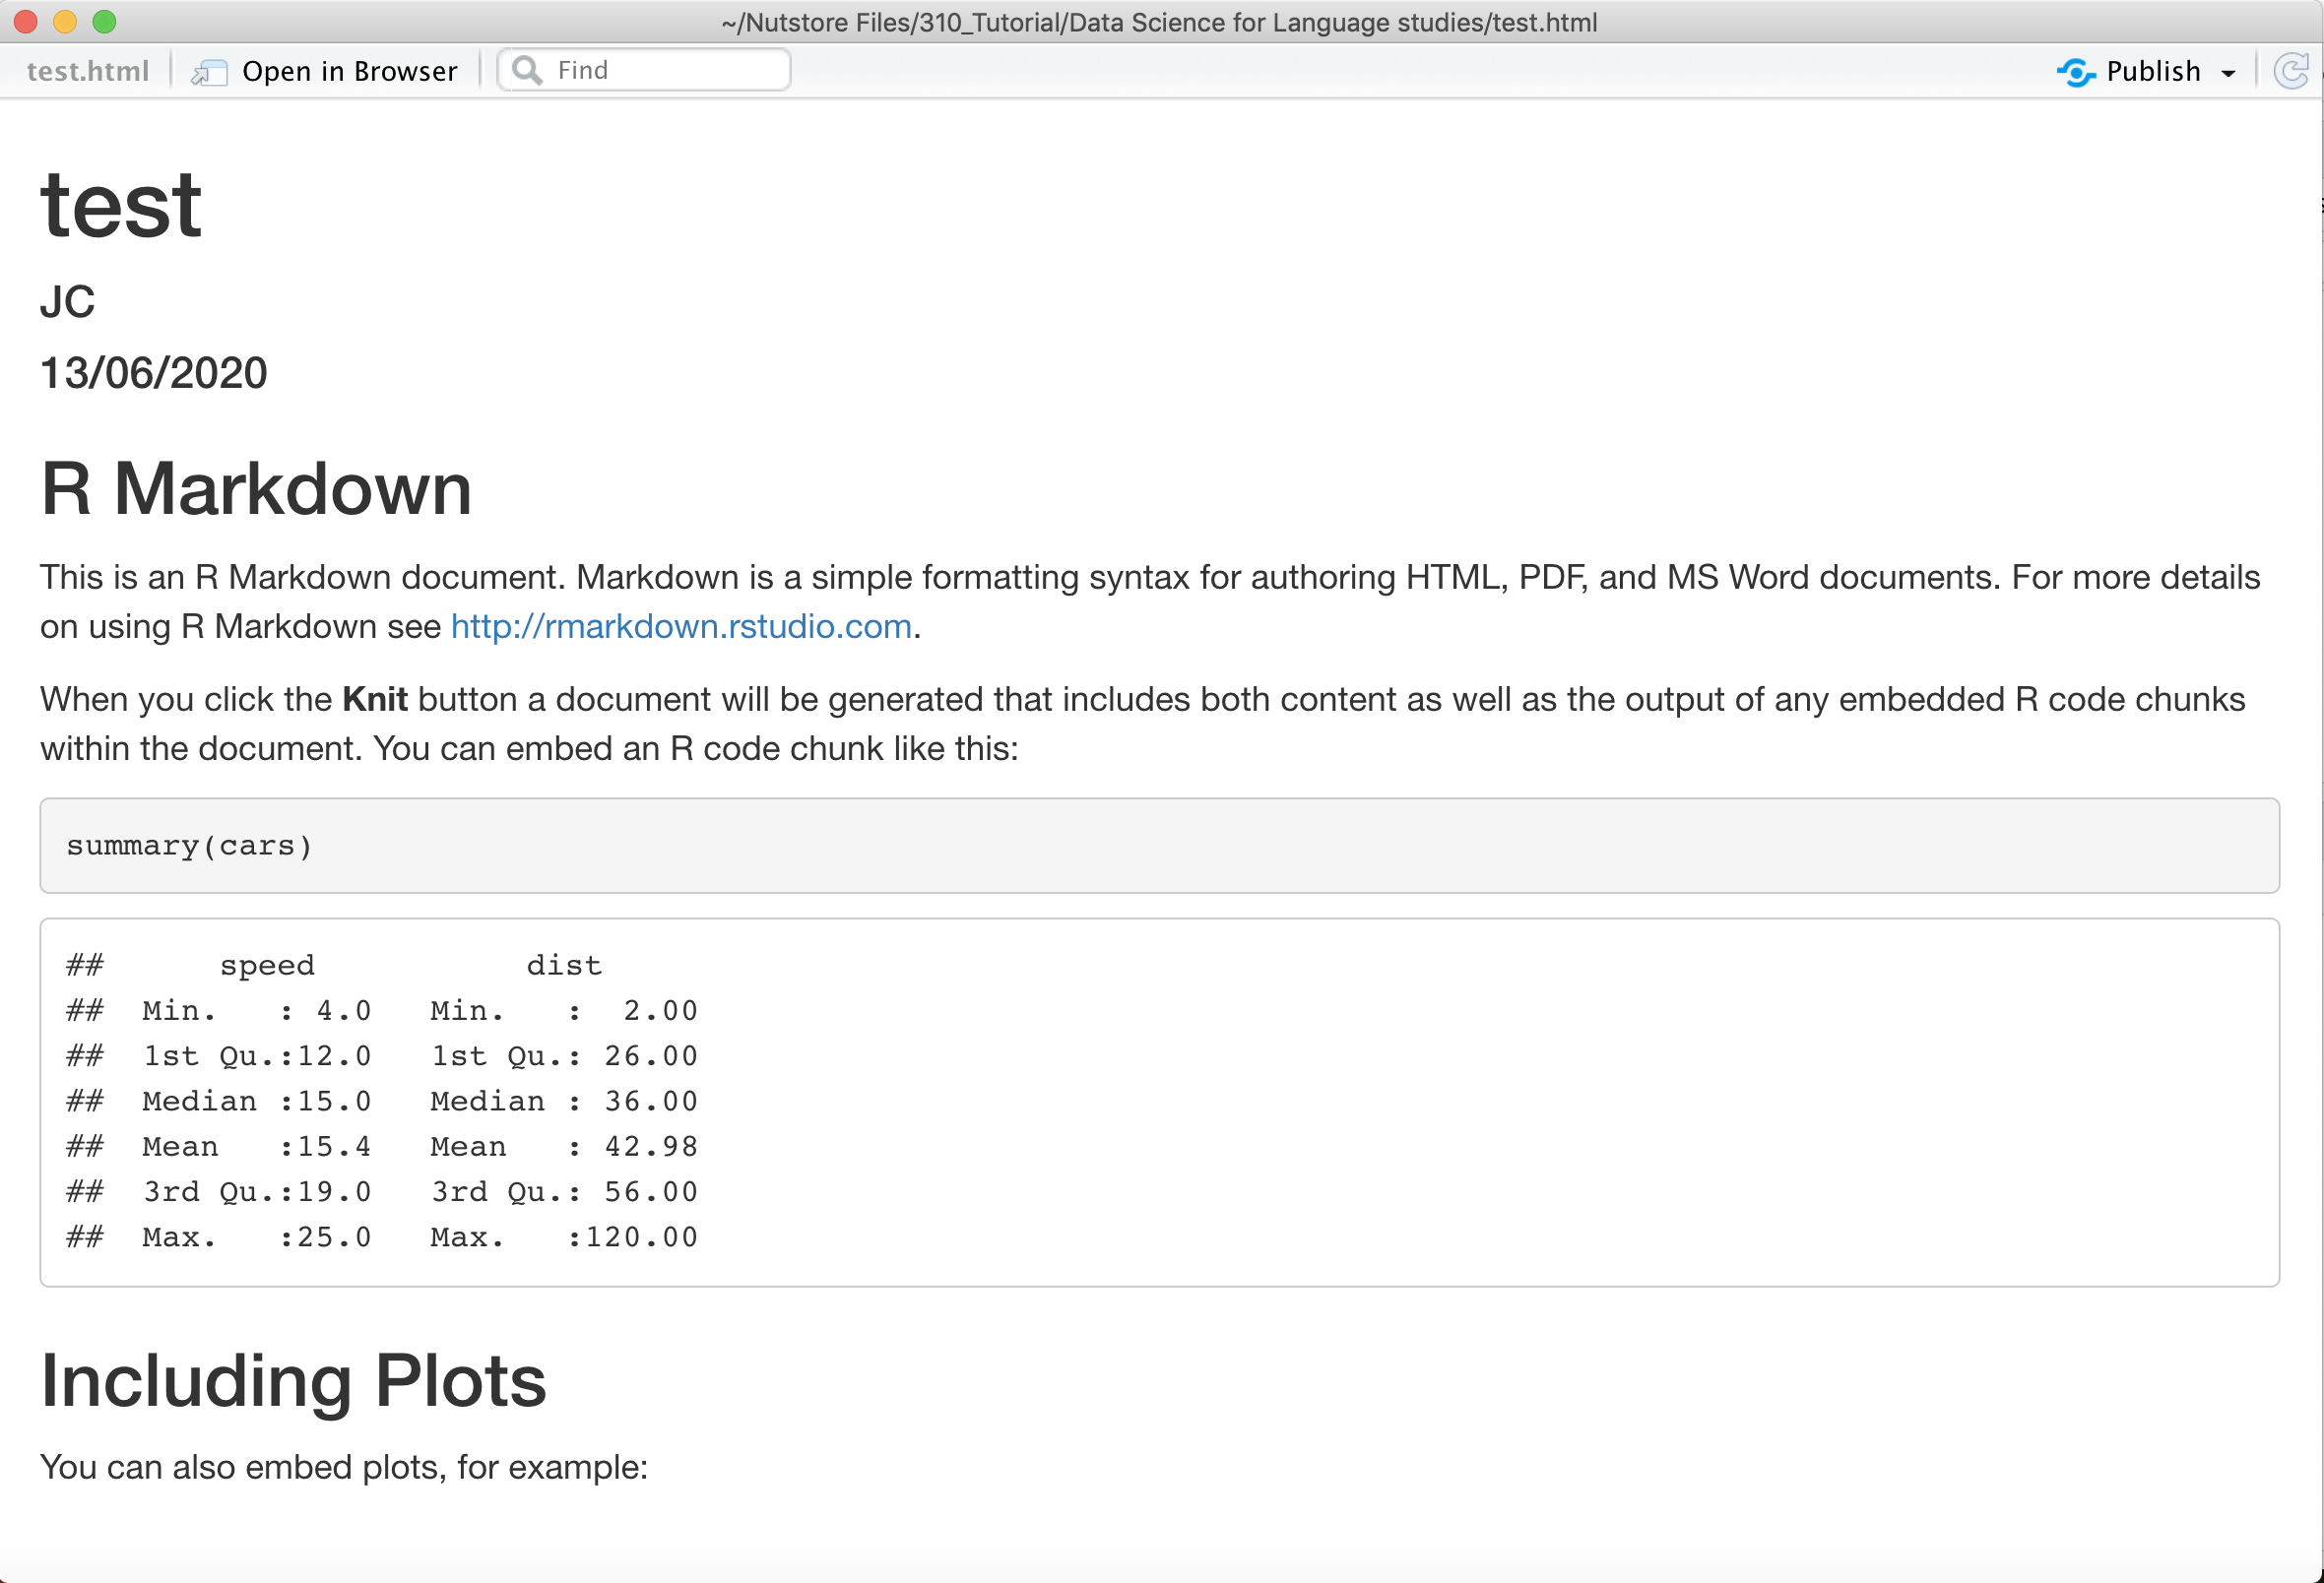 ~/Nutstore Files/310_Tutorial/Data Science for Language studies/test.html
test.html Open in Browser Find Publish
test
JC
13/06/2020
R Markdown
This is an R Markdown document. Markdown is a simple formatting syntax for authoring HTML, PDF, and MS Word documents. For more details
on using R Markdown see http://rmarkdown.rstudio.com.
When you click the Knit button a document will be generated that includes both content as well as the output of any embedded R code chunks
within the document. You can embed an R code chunk like this:
summary(cars)
##      speed           dist
##  Min.   : 4.0   Min.   :  2.00
##  1st Qu.:12.0   1st Qu.: 26.00
##  Median :15.0   Median : 36.00
##  Mean   :15.4   Mean   : 42.98
##  3rd Qu.:19.0   3rd Qu.: 56.00
##  Max.   :25.0   Max.   :120.00
Including Plots
You can also embed plots, for example: